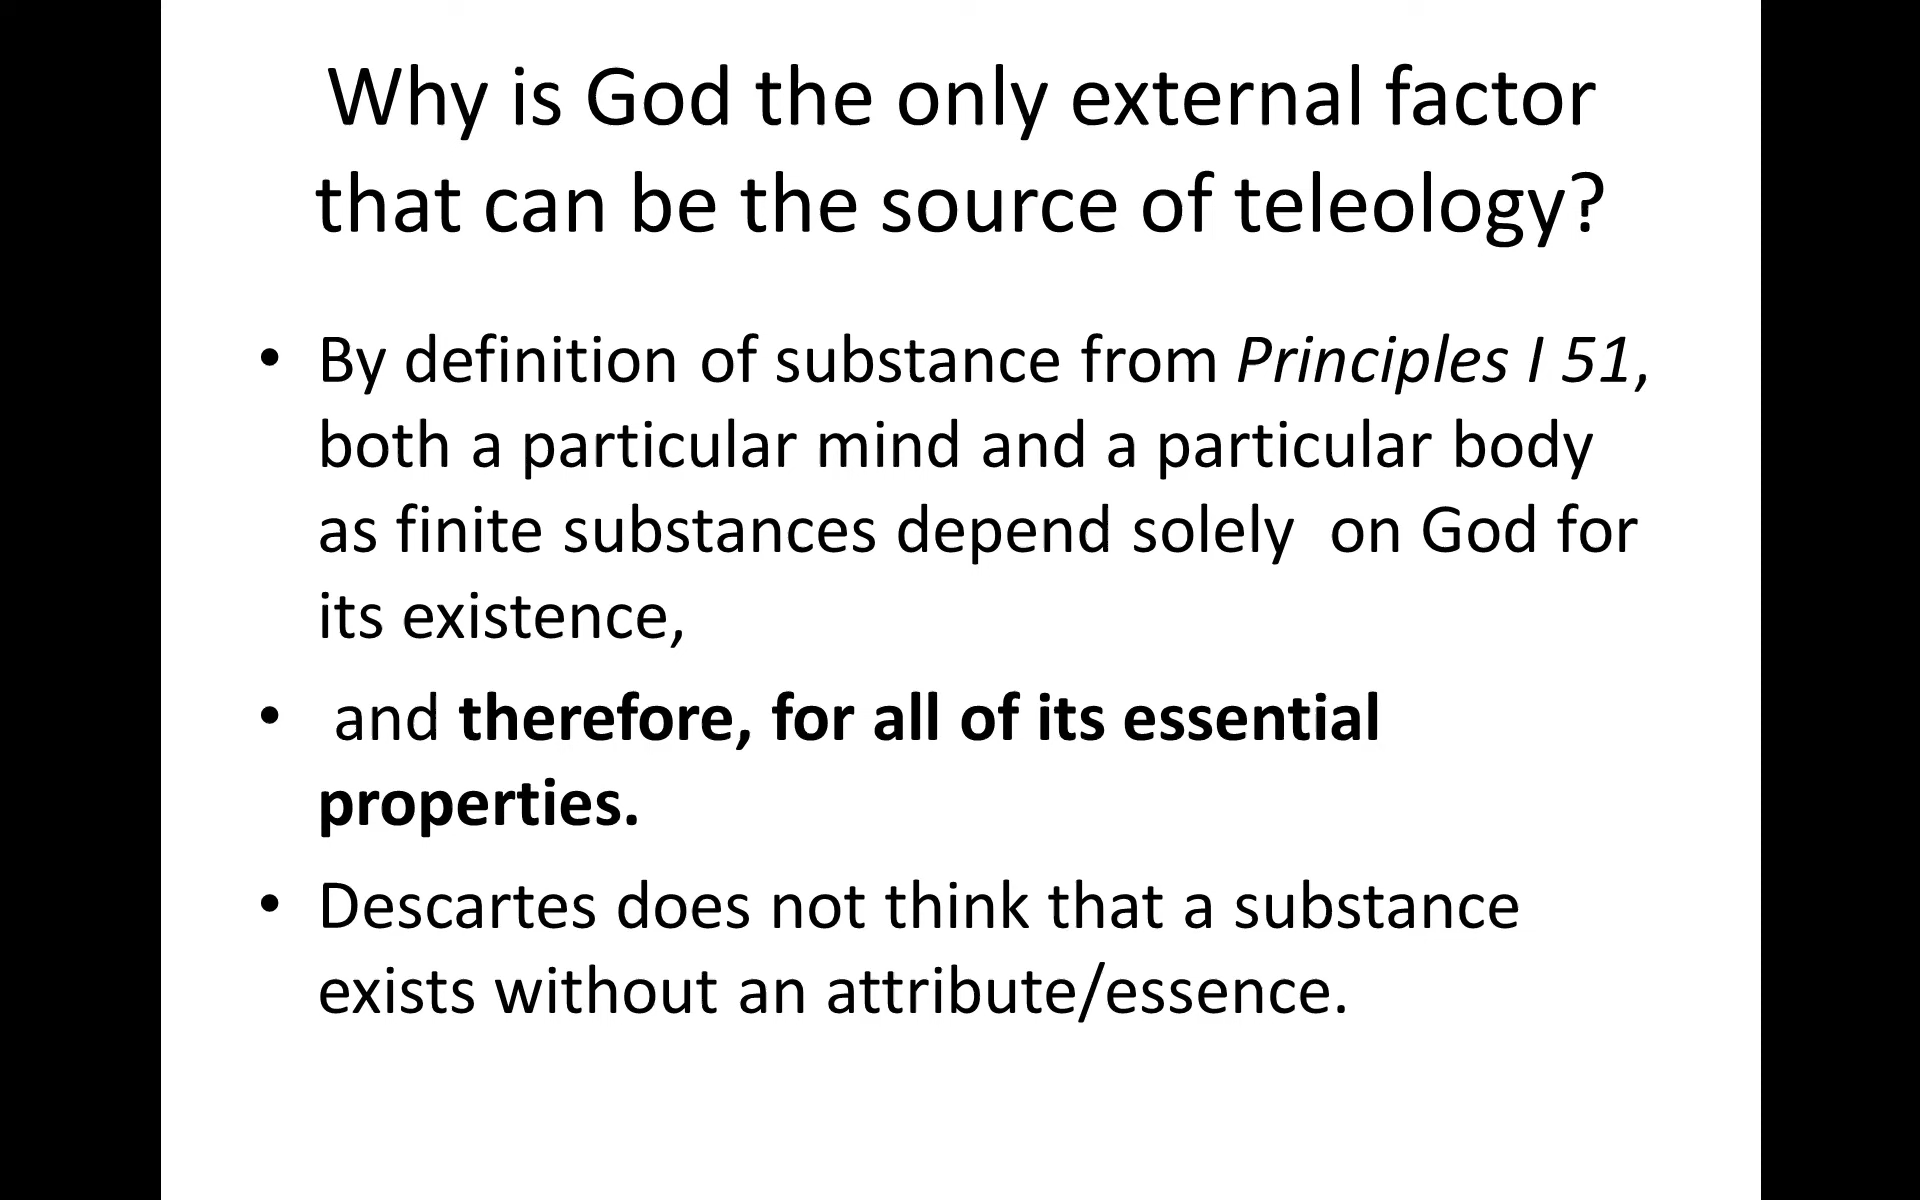 Why is God the only external factor
that can be the source of teleology?
• By definition of substance from Principles I 51,
both a particular mind and a particular body
as finite substances depend solely  on God for
its existence,
•  and therefore, for all of its essential
properties.
• Descartes does not think that a substance
exists without an attribute/essence.